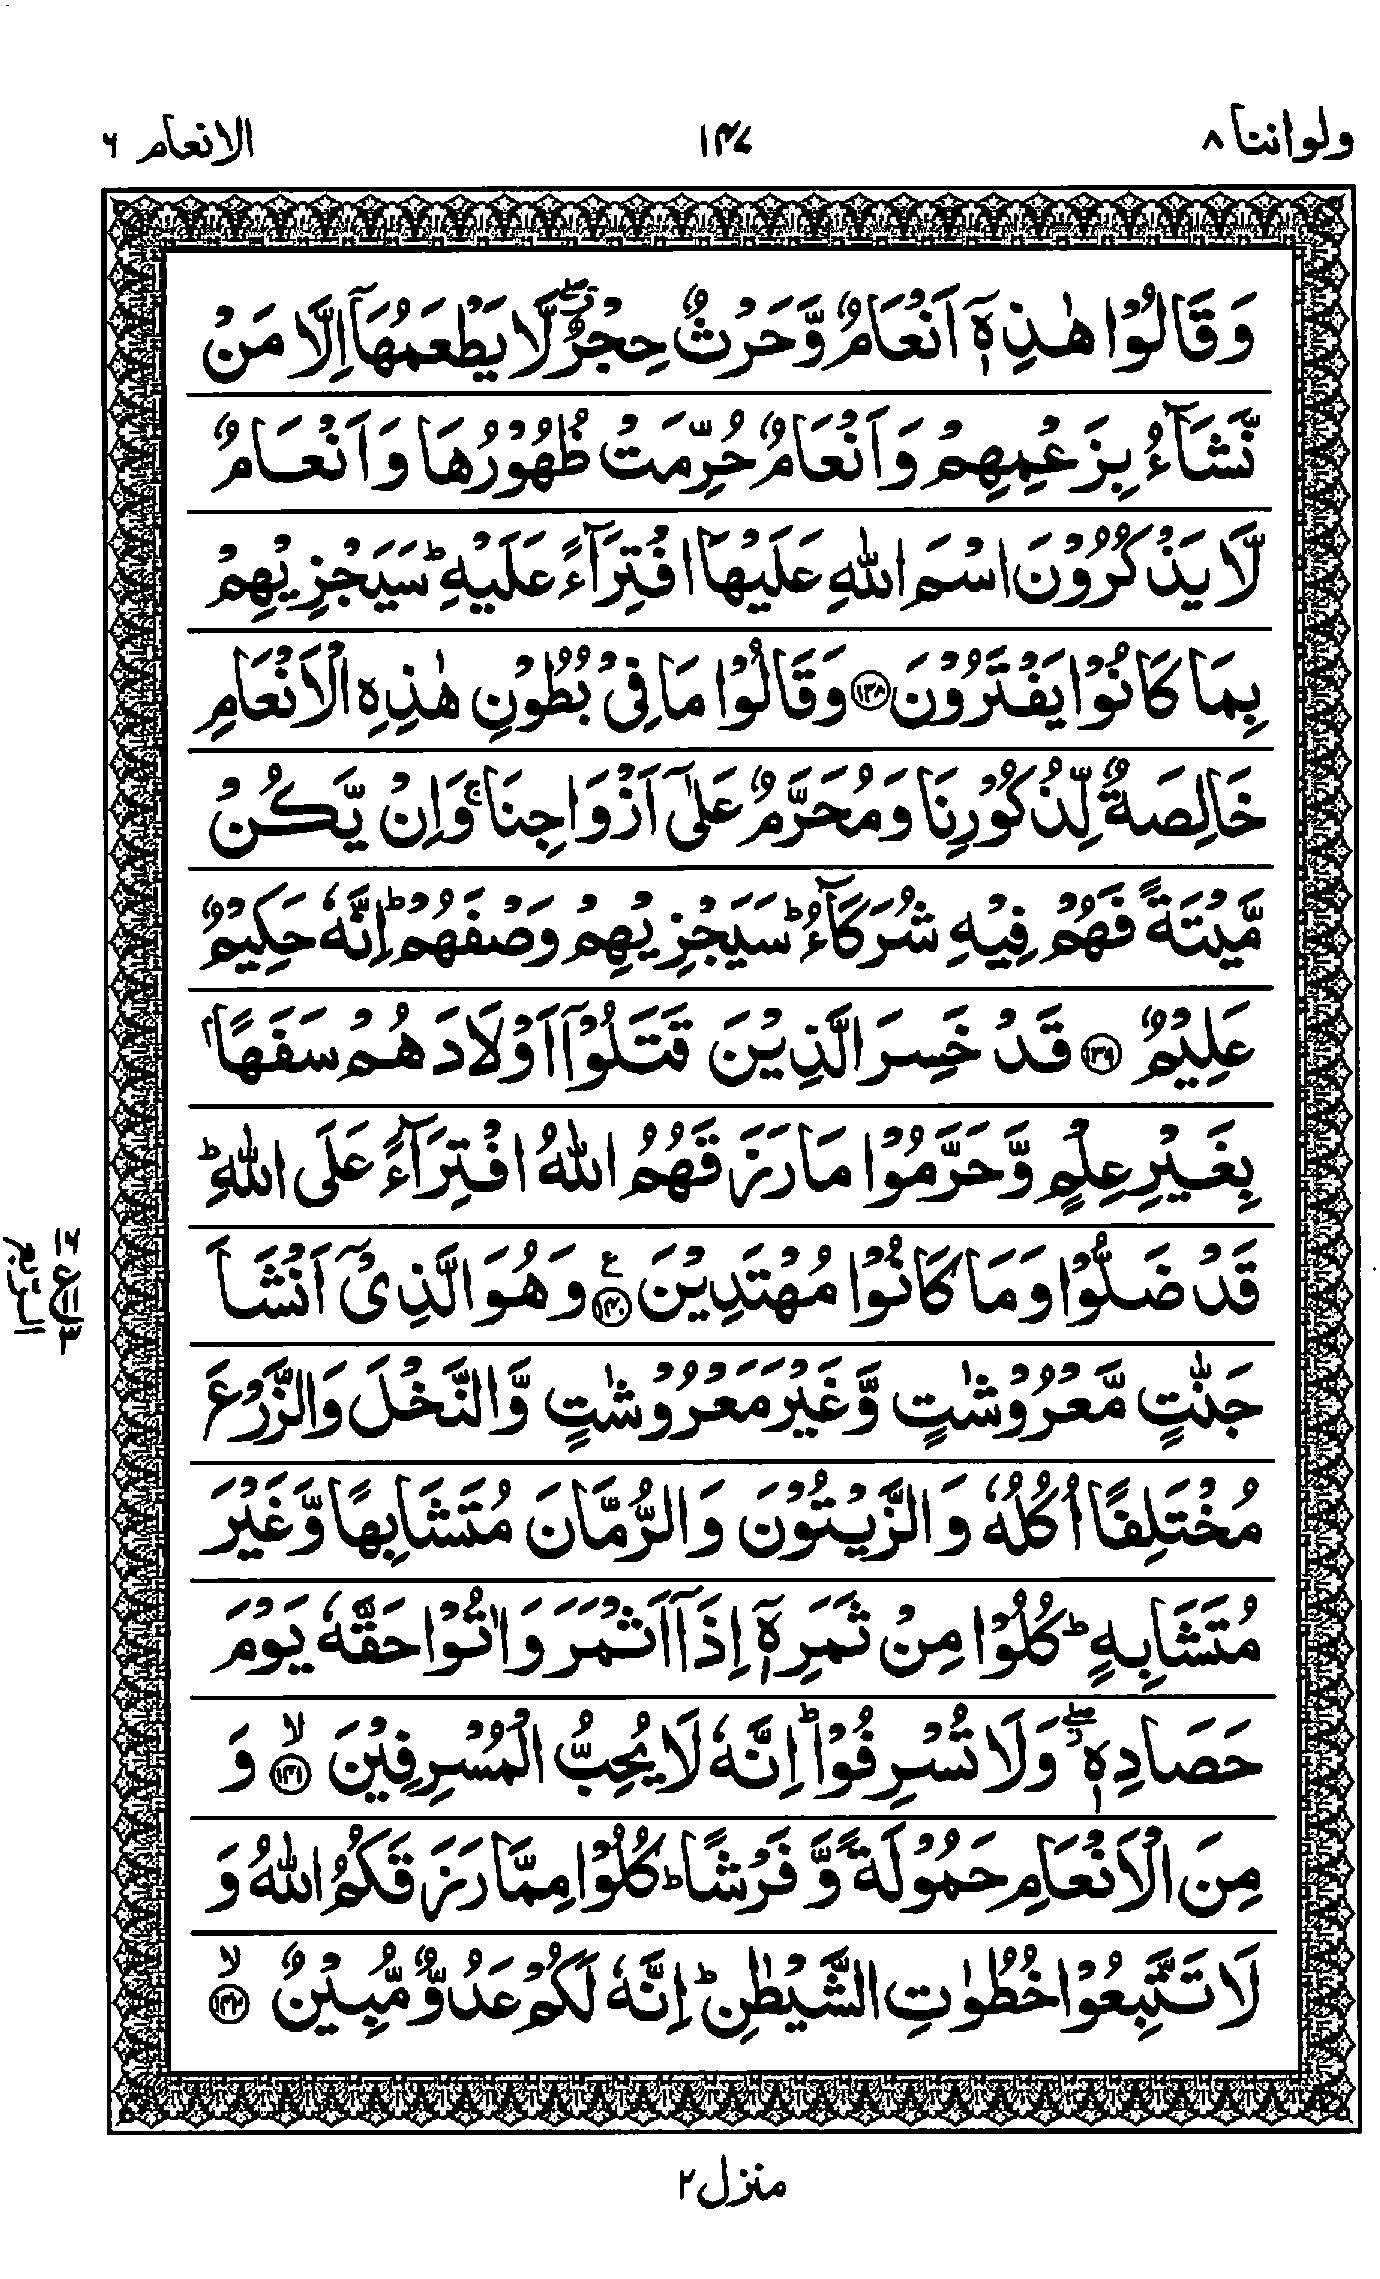 ولواننا ٨
١٤٧
الانعام ٦
وَقَالُوْا هٰذِهٖۤ اَنْعَامٌ وَّحَرْثٌ حِجْرٌ ۖۗ لَّا یَطْعَمُهَاۤ اِلَّا مَنْ
نَّشَآءُ بِزَعْمِهِمْ وَاَنْعَامٌ حُرِّمَتْ ظُهُوْرُهَا وَاَنْعَامٌ
لَّا یَذْكُرُوْنَ اسْمَ اللّٰهِ عَلَیْهَا افْتِرَآءً عَلَیْهِ ؕ سَیَجْزِیْهِمْ
بِمَا كَانُوْا یَفْتَرُوْنَ ﴿١٣٨﴾ وَقَالُوْا مَا فِیْ بُطُوْنِ هٰذِهِ الْاَنْعَامِ
خَالِصَةٌ لِّذُكُوْرِنَا وَمُحَرَّمٌ عَلٰۤی اَزْوَاجِنَا ۚ وَاِنْ یَّكُنْ
مَّیْتَةً فَهُمْ فِیْهِ شُرَكَآءُ ؕ سَیَجْزِیْهِمْ وَصْفَهُمْ ؕ اِنَّهٗ حَكِیْمٌ
عَلِیْمٌ ﴿١٣٩﴾ قَدْ خَسِرَ الَّذِیْنَ قَتَلُوْۤا اَوْلَادَهُمْ سَفَهًۢا
بِغَیْرِ عِلْمٍ وَّحَرَّمُوْا مَا رَزَقَهُمُ اللّٰهُ افْتِرَآءً عَلَی اللّٰهِ ؕ
قَدْ ضَلُّوْا وَمَا كَانُوْا مُهْتَدِیْنَ ﴿١٤٠﴾ ع وَهُوَ الَّذِیْۤ اَنْشَاَ
جَنّٰتٍ مَّعْرُوْشٰتٍ وَّغَیْرَ مَعْرُوْشٰتٍ وَّالنَّخْلَ وَالزَّرْعَ
مُخْتَلِفًا اُكُلُهٗ وَالزَّیْتُوْنَ وَالرُّمَّانَ مُتَشَابِهًا وَّغَیْرَ
مُتَشَابِهٍ ؕ كُلُوْا مِنْ ثَمَرِهٖۤ اِذَاۤ اَثْمَرَ وَاٰتُوْا حَقَّهٗ یَوْمَ
حَصَادِهٖ ۖؗ وَلَا تُسْرِفُوْا ؕ اِنَّهٗ لَا یُحِبُّ الْمُسْرِفِیْنَ ۙ﴿١٤١﴾ وَ
مِنَ الْاَنْعَامِ حَمُوْلَةً وَّفَرْشًا ؕ كُلُوْا مِمَّا رَزَقَكُمُ اللّٰهُ وَ
لَا تَتَّبِعُوْا خُطُوٰتِ الشَّیْطٰنِ ؕ اِنَّهٗ لَكُمْ عَدُوٌّ مُّبِیْنٌ ۙ﴿١٤٢﴾
١٦
ع ١١
٣
الربع
منزل ٢